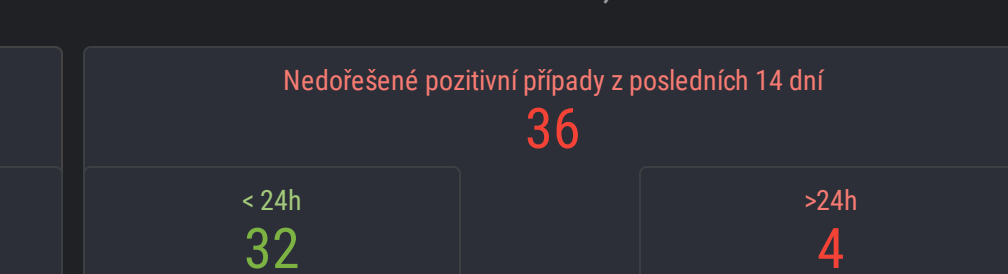 Nedořešené pozitivní případy z posledních 14 dní
36
< 24h
>24h
32
4